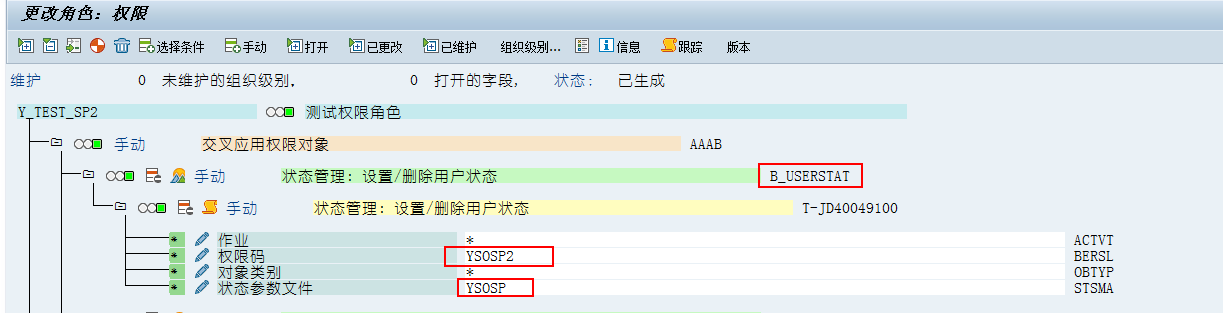 更改角色：权限
选择条件 手动 打开 已更改 已维护 组织级别... 信息 跟踪 版本
维护 0 未维护的组织级别， 0 打开的字段， 状态： 已生成
Y_TEST_SP2 测试权限角色
手动 交叉应用权限对象 AAAB
手动 状态管理：设置/删除用户状态 B_USERSTAT
手动 状态管理：设置/删除用户状态 T-JD40049100
* 作业 * ACTVT
* 权限码 YSOSP2 BERSL
* 对象类别 * OBTYP
* 状态参数文件 YSOSP STSMA